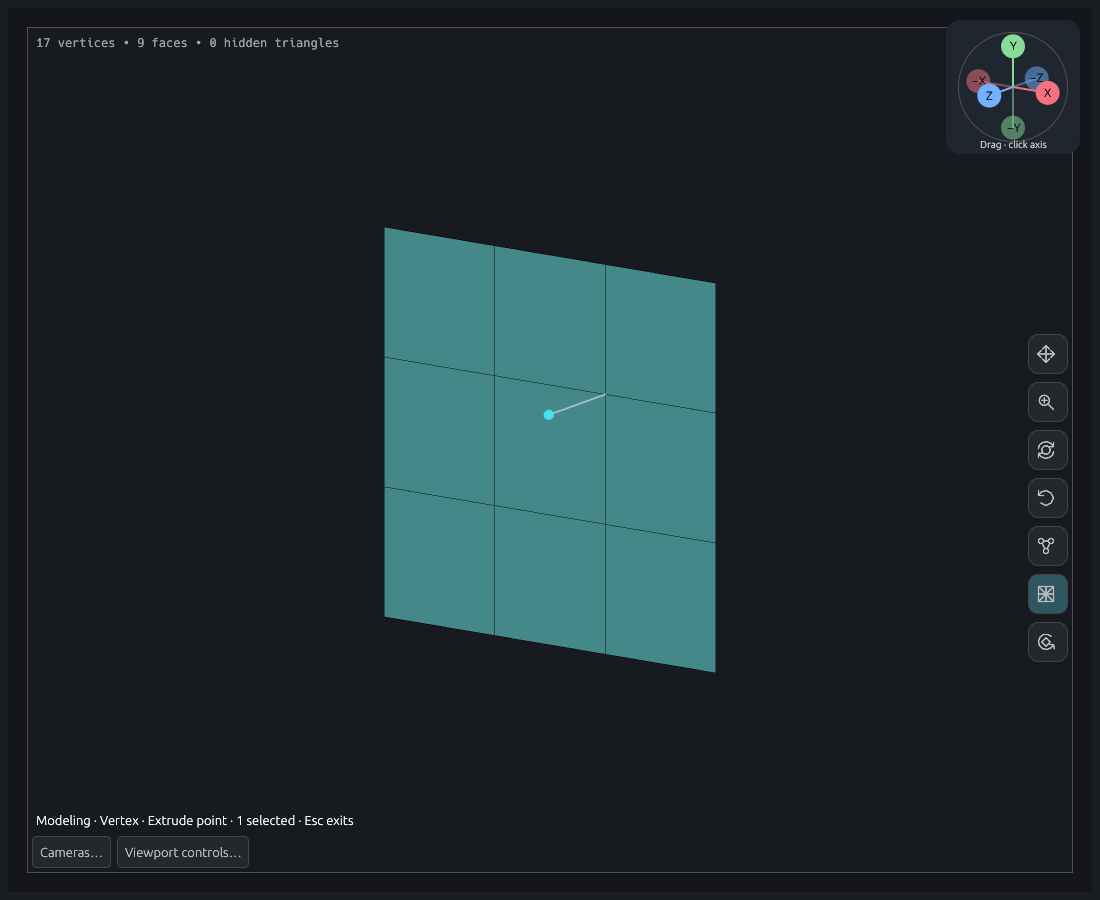 17 vertices • 9 faces • 0 hidden triangles
Y
−X
−Z
Z
X
−Y
Drag · click axis
Modeling · Vertex · Extrude point · 1 selected · Esc exits
Cameras…
Viewport controls…